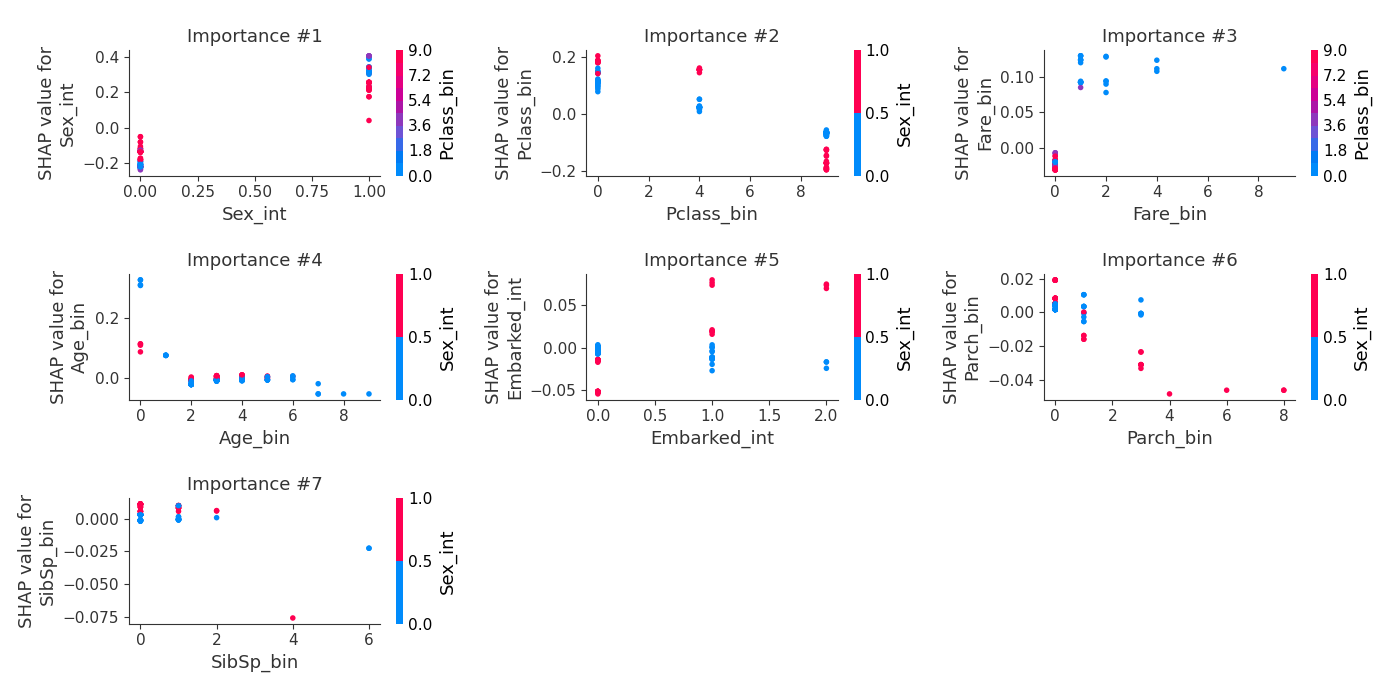 Importance #1
SHAP value for
Sex_int
0.4
0.2
0.0
−0.2
0.00
0.25
0.50
0.75
1.00
Sex_int
9.0
7.2
5.4
3.6
1.8
0.0
Pclass_bin
Importance #2
SHAP value for
Pclass_bin
0.2
0.0
−0.2
0
2
4
6
8
Pclass_bin
1.0
0.5
0.0
Sex_int
Importance #3
SHAP value for
Fare_bin
0.10
0.05
0.00
0
2
4
6
8
Fare_bin
9.0
7.2
5.4
3.6
1.8
0.0
Pclass_bin
Importance #4
SHAP value for
Age_bin
0.2
0.0
0
2
4
6
8
Age_bin
1.0
0.5
0.0
Sex_int
Importance #5
SHAP value for
Embarked_int
0.05
0.00
−0.05
0.0
0.5
1.0
1.5
2.0
Embarked_int
1.0
0.5
0.0
Sex_int
Importance #6
SHAP value for
Parch_bin
0.02
0.00
−0.02
−0.04
0
2
4
6
8
Parch_bin
1.0
0.5
0.0
Sex_int
Importance #7
SHAP value for
SibSp_bin
0.000
−0.025
−0.050
−0.075
0
2
4
6
SibSp_bin
1.0
0.5
0.0
Sex_int